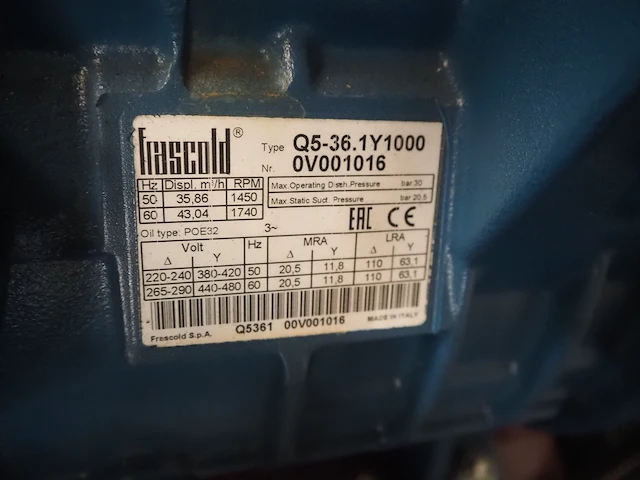 Frascold®
Type Q5-36.1Y1000
Nr. 0V001016
Hz Displ. m³/h RPM
50 35,86 1450
60 43,04 1740
Max.Operating Disch.Pressure bar:30
Max.Static Suct. Pressure bar 20,5
Oil type: POE32 3~ EAC CE
Volt Hz MRA LRA
Δ Y Δ Y Δ Y
220-240 380-420 50 20,5 11,8 110 63,1
265-290 440-480 60 20,5 11,8 110 63,1
Q5361 00V001016
Frascold S.p.A. MADE IN ITALY